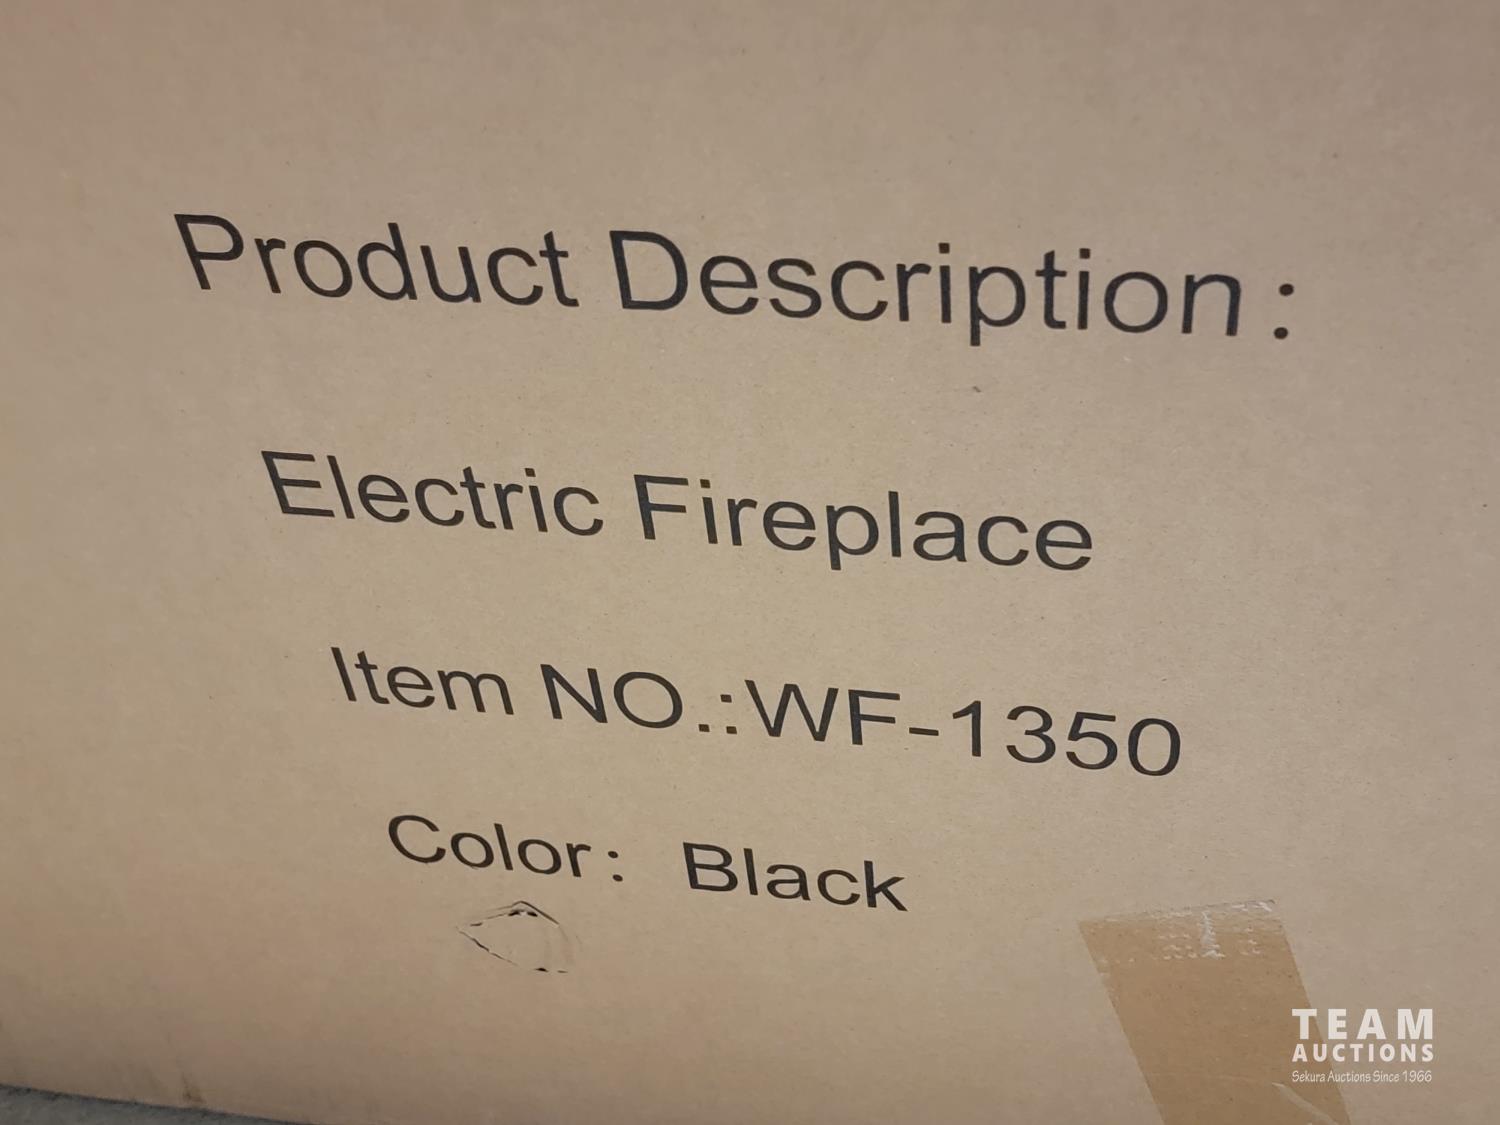 Product Description:
Electric Fireplace
Item NO.:WF-1350
Color: Black
TEAM
AUCTIONS
Sekura Auctions Since 1966